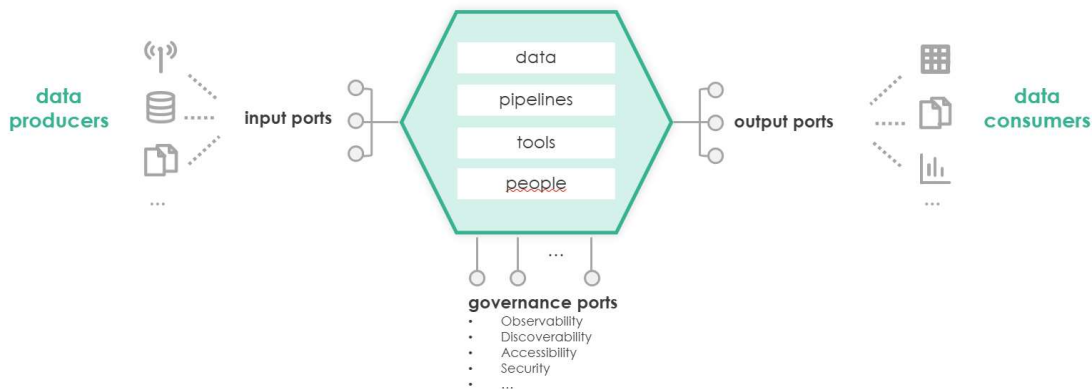 data
producers
...
input ports
data
pipelines
tools
people
output ports
data
consumers
...
...
governance ports
• Observability
• Discoverability
• Accessibility
• Security
• ...